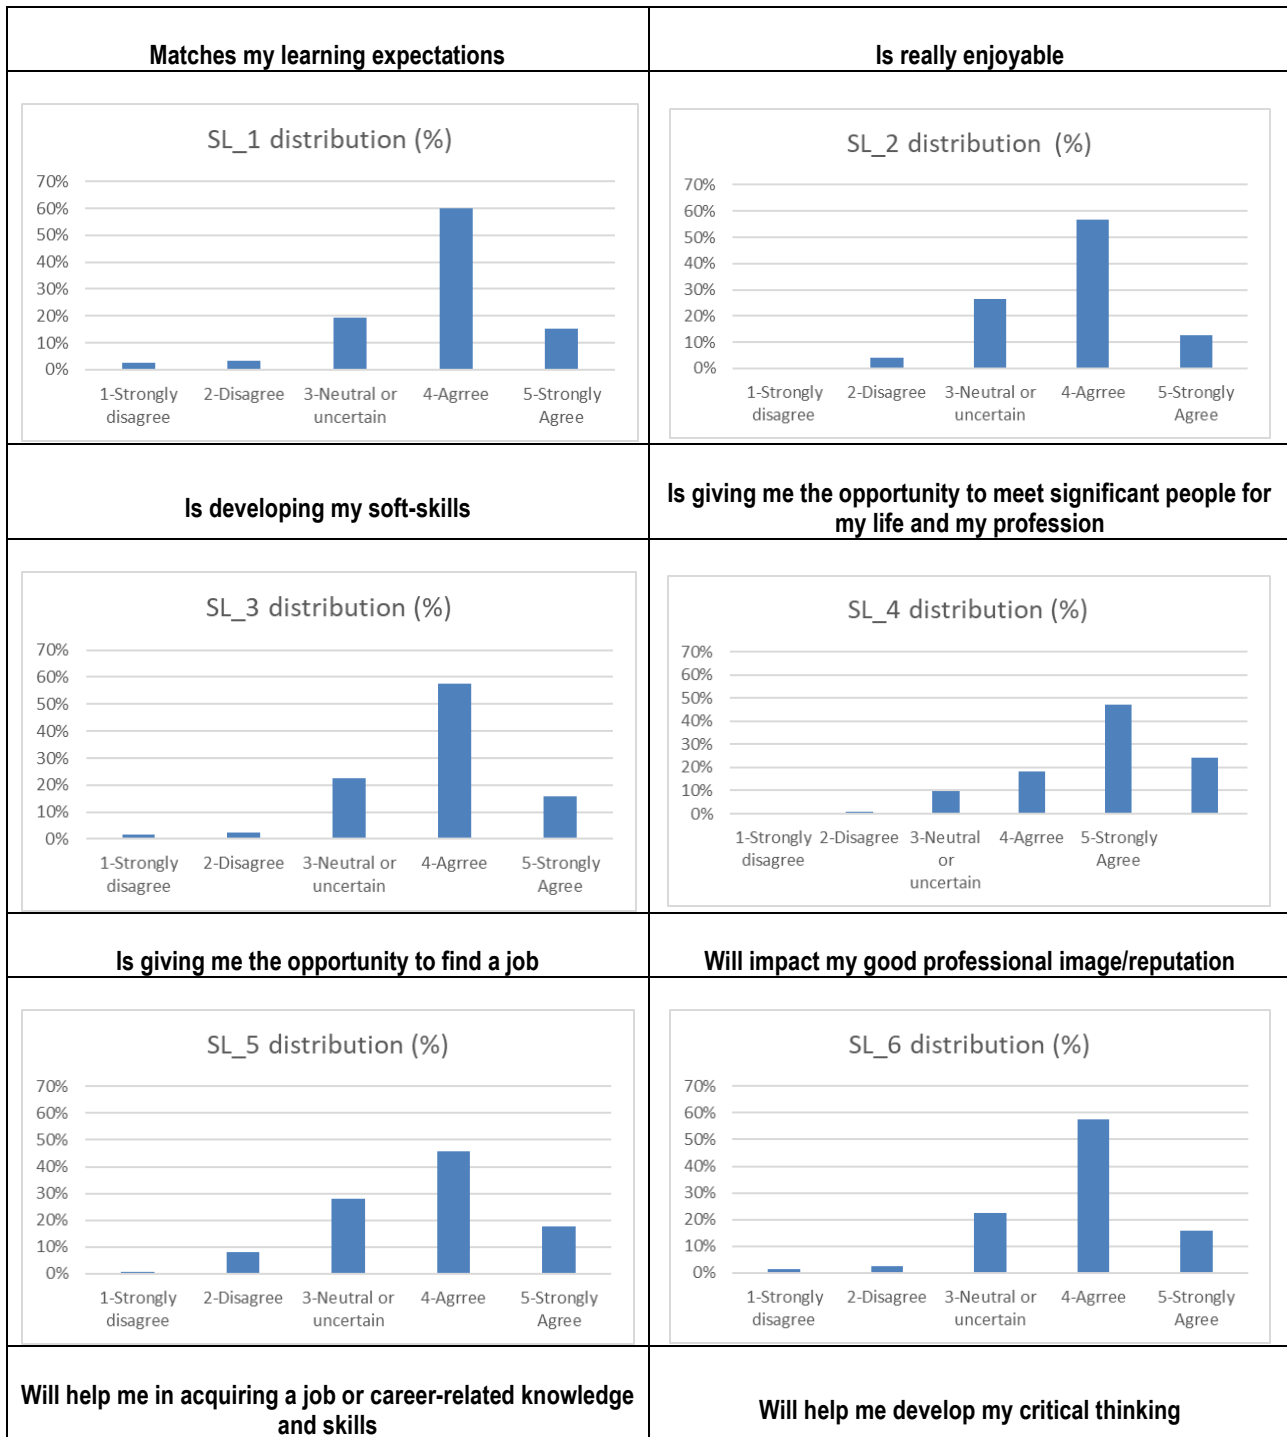 Matches my learning expectations
Is really enjoyable
SL_1 distribution (%)
70%
60%
50%
40%
30%
20%
10%
0%
1-Strongly
disagree
2-Disagree
3-Neutral or
uncertain
4-Agrree
5-Strongly
Agree
SL_2 distribution (%)
70%
60%
50%
40%
30%
20%
10%
0%
1-Strongly
disagree
2-Disagree
3-Neutral or
uncertain
4-Agrree
5-Strongly
Agree
Is developing my soft-skills
Is giving me the opportunity to meet significant people for
my life and my profession
SL_3 distribution (%)
70%
60%
50%
40%
30%
20%
10%
0%
1-Strongly
disagree
2-Disagree
3-Neutral or
uncertain
4-Agrree
5-Strongly
Agree
SL_4 distribution (%)
70%
60%
50%
40%
30%
20%
10%
0%
1-Strongly
disagree
2-Disagree
3-Neutral
or
uncertain
4-Agrree
5-Strongly
Agree
Is giving me the opportunity to find a job
Will impact my good professional image/reputation
SL_5 distribution (%)
70%
60%
50%
40%
30%
20%
10%
0%
1-Strongly
disagree
2-Disagree
3-Neutral or
uncertain
4-Agrree
5-Strongly
Agree
SL_6 distribution (%)
70%
60%
50%
40%
30%
20%
10%
0%
1-Strongly
disagree
2-Disagree
3-Neutral or
uncertain
4-Agrree
5-Strongly
Agree
Will help me in acquiring a job or career-related knowledge
and skills
Will help me develop my critical thinking